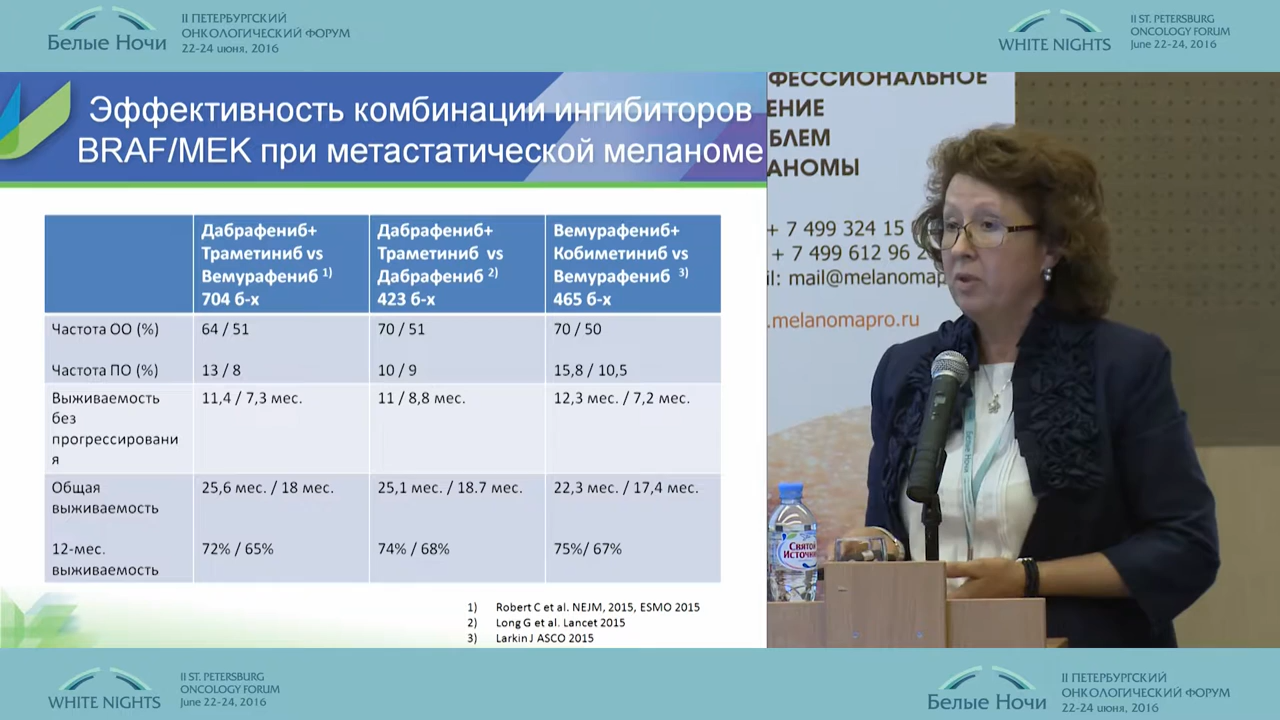 Белые Ночи
II ПЕТЕРБУРГСКИЙ
ОНКОЛОГИЧЕСКИЙ ФОРУМ
22-24 июня, 2016
WHITE NIGHTS
II ST. PETERSBURG
ONCOLOGY FORUM
June 22-24, 2016
Эффективность комбинации ингибиторов
BRAF/MEK при метастатической меланоме
Дабрафениб+
Траметиниб vs
Вемурафениб 1)
704 б-х
Дабрафениб+
Траметиниб vs
Дабрафениб 2)
423 б-х
Вемурафениб+
Кобиметиниб vs
Вемурафениб 3)
465 б-х
Частота ОО (%)
64 / 51
70 / 51
70 / 50
Частота ПО (%)
13 / 8
10 / 9
15,8 / 10,5
Выживаемость
без
прогрессировани
я
11,4 / 7,3 мес.
11 / 8,8 мес.
12,3 мес. / 7,2 мес.
Общая
выживаемость
25,6 мес. / 18 мес.
25,1 мес. / 18.7 мес.
22,3 мес. / 17,4 мес.
12-мес.
выживаемость
72% / 65%
74% / 68%
75%/ 67%
1) Robert C et al. NEJM, 2015, ESMO 2015
2) Long G et al. Lancet 2015
3) Larkin J ASCO 2015
ФЕССИОНАЛЬНОЕ
ЕНИЕ
БЛЕМ
АНОМЫ
+ 7 499 324 15
+ 7 499 612 96
il: mail@melanomap
.melanomapro.ru
Белые Ночи
Святой
Источник
WHITE NIGHTS
II ST. PETERSBURG
ONCOLOGY FORUM
June 22-24, 2016
Белые Ночи
II ПЕТЕРБУРГСКИЙ
ОНКОЛОГИЧЕСКИЙ ФОРУМ
22-24 июня, 2016